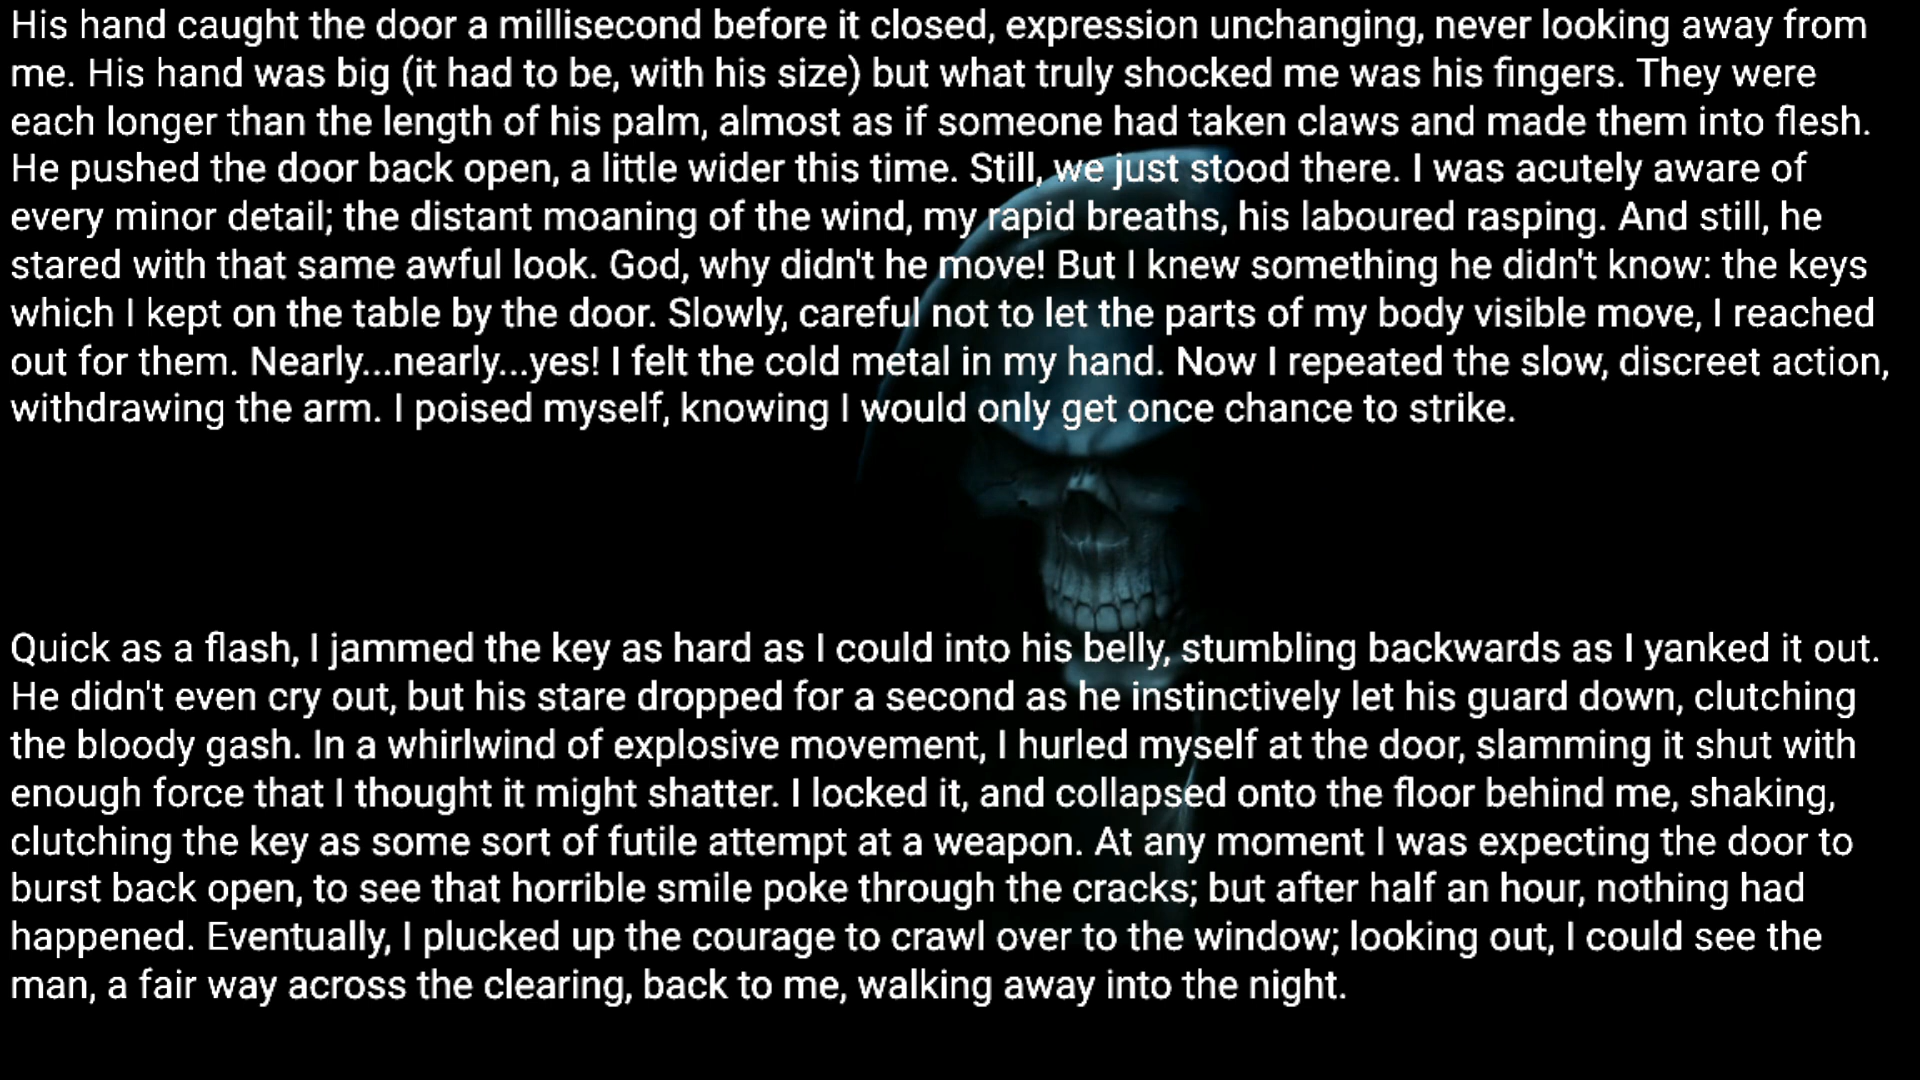 His hand caught the door a millisecond before it closed, expression unchanging, never looking away from
me. His hand was big (it had to be, with his size) but what truly shocked me was his fingers. They were
each longer than the length of his palm, almost as if someone had taken claws and made them into flesh.
He pushed the door back open, a little wider this time. Still, we just stood there. I was acutely aware of
every minor detail; the distant moaning of the wind, my rapid breaths, his laboured rasping. And still, he
stared with that same awful look. God, why didn't he move! But I knew something he didn't know: the keys
which I kept on the table by the door. Slowly, careful not to let the parts of my body visible move, I reached
out for them. Nearly...nearly...yes! I felt the cold metal in my hand. Now I repeated the slow, discreet action,
withdrawing the arm. I poised myself, knowing I would only get once chance to strike.
Quick as a flash, I jammed the key as hard as I could into his belly, stumbling backwards as I yanked it out.
He didn't even cry out, but his stare dropped for a second as he instinctively let his guard down, clutching
the bloody gash. In a whirlwind of explosive movement, I hurled myself at the door, slamming it shut with
enough force that I thought it might shatter. I locked it, and collapsed onto the floor behind me, shaking,
clutching the key as some sort of futile attempt at a weapon. At any moment I was expecting the door to
burst back open, to see that horrible smile poke through the cracks; but after half an hour, nothing had
happened. Eventually, I plucked up the courage to crawl over to the window; looking out, I could see the
man, a fair way across the clearing, back to me, walking away into the night.